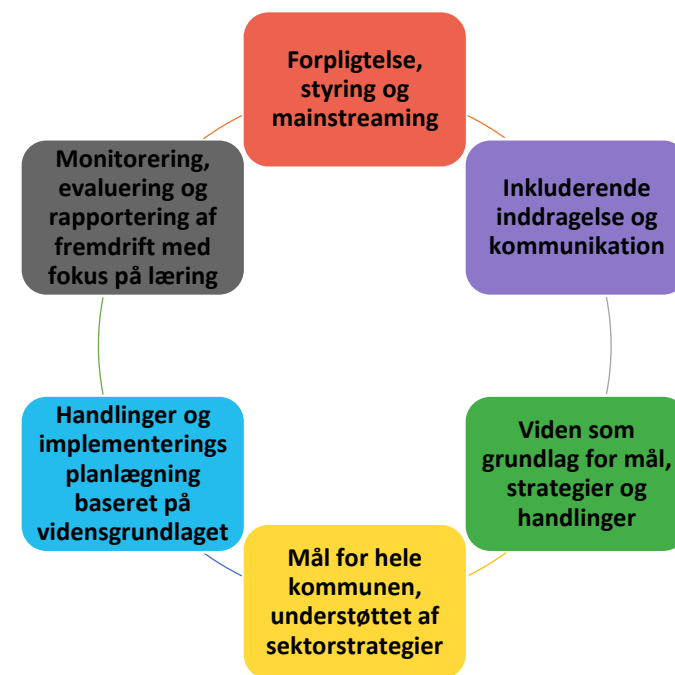 Forpligtelse,
styring og
mainstreaming
Inkluderende
inddragelse og
kommunikation
Viden som
grundlag for mål,
strategier og
handlinger
Mål for hele
kommunen,
understøttet af
sektorstrategier
Handlinger og
implementerings
planlægning
baseret på
vidensgrundlaget
Monitorering,
evaluering og
rapportering af
fremdrift med
fokus på læring